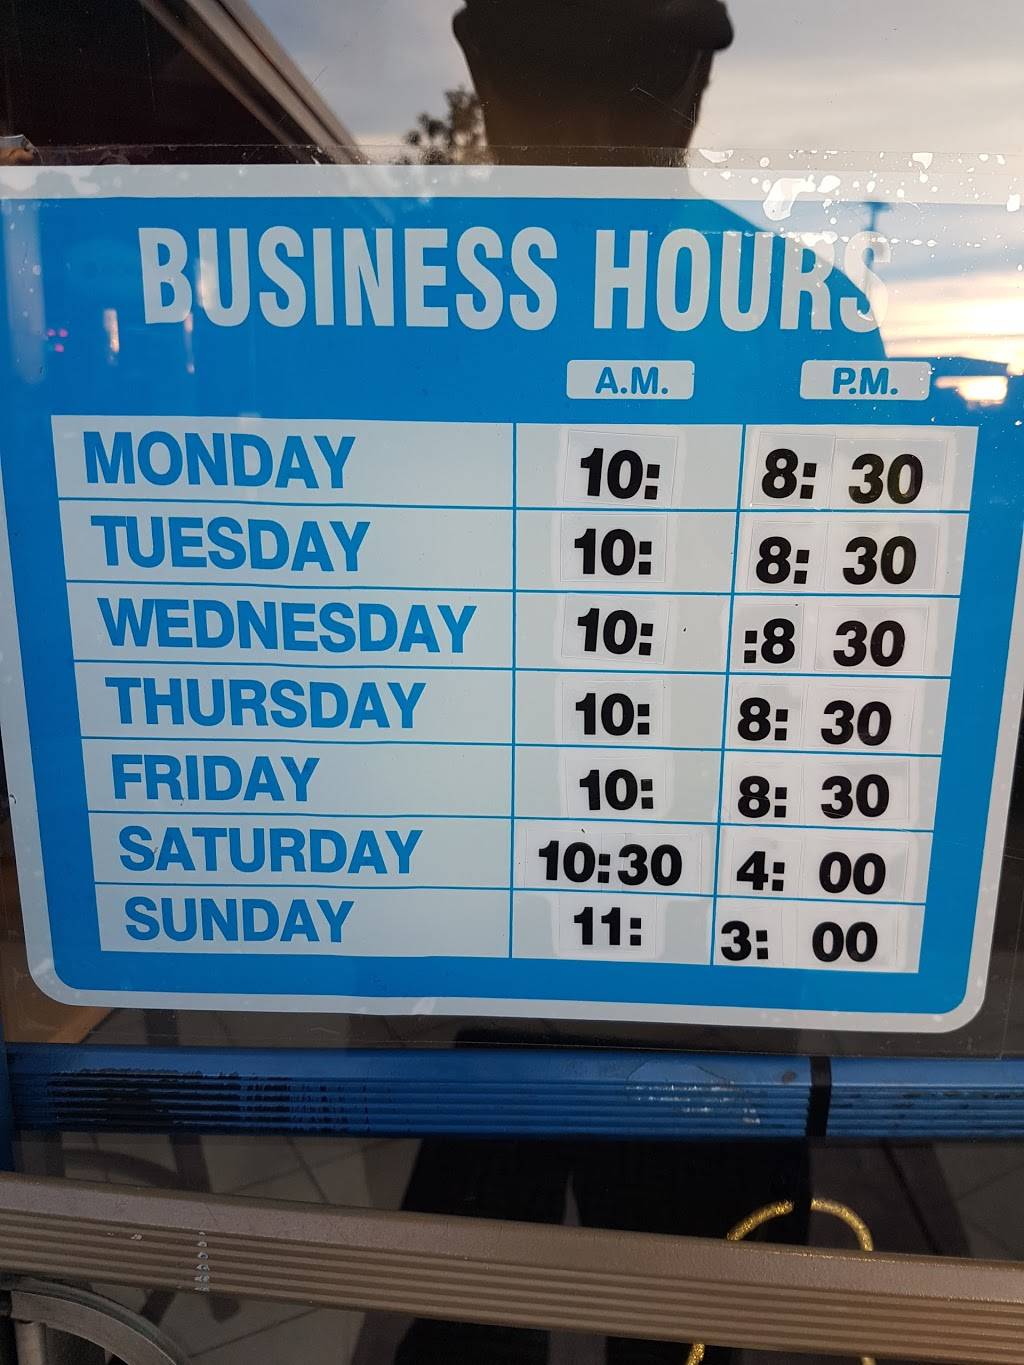 BUSINESS HOURS
A.M. P.M.
MONDAY 10: 8: 30
TUESDAY 10: 8: 30
WEDNESDAY 10: :8 30
THURSDAY 10: 8: 30
FRIDAY 10: 8: 30
SATURDAY 10:30 4: 00
SUNDAY 11: 3: 00